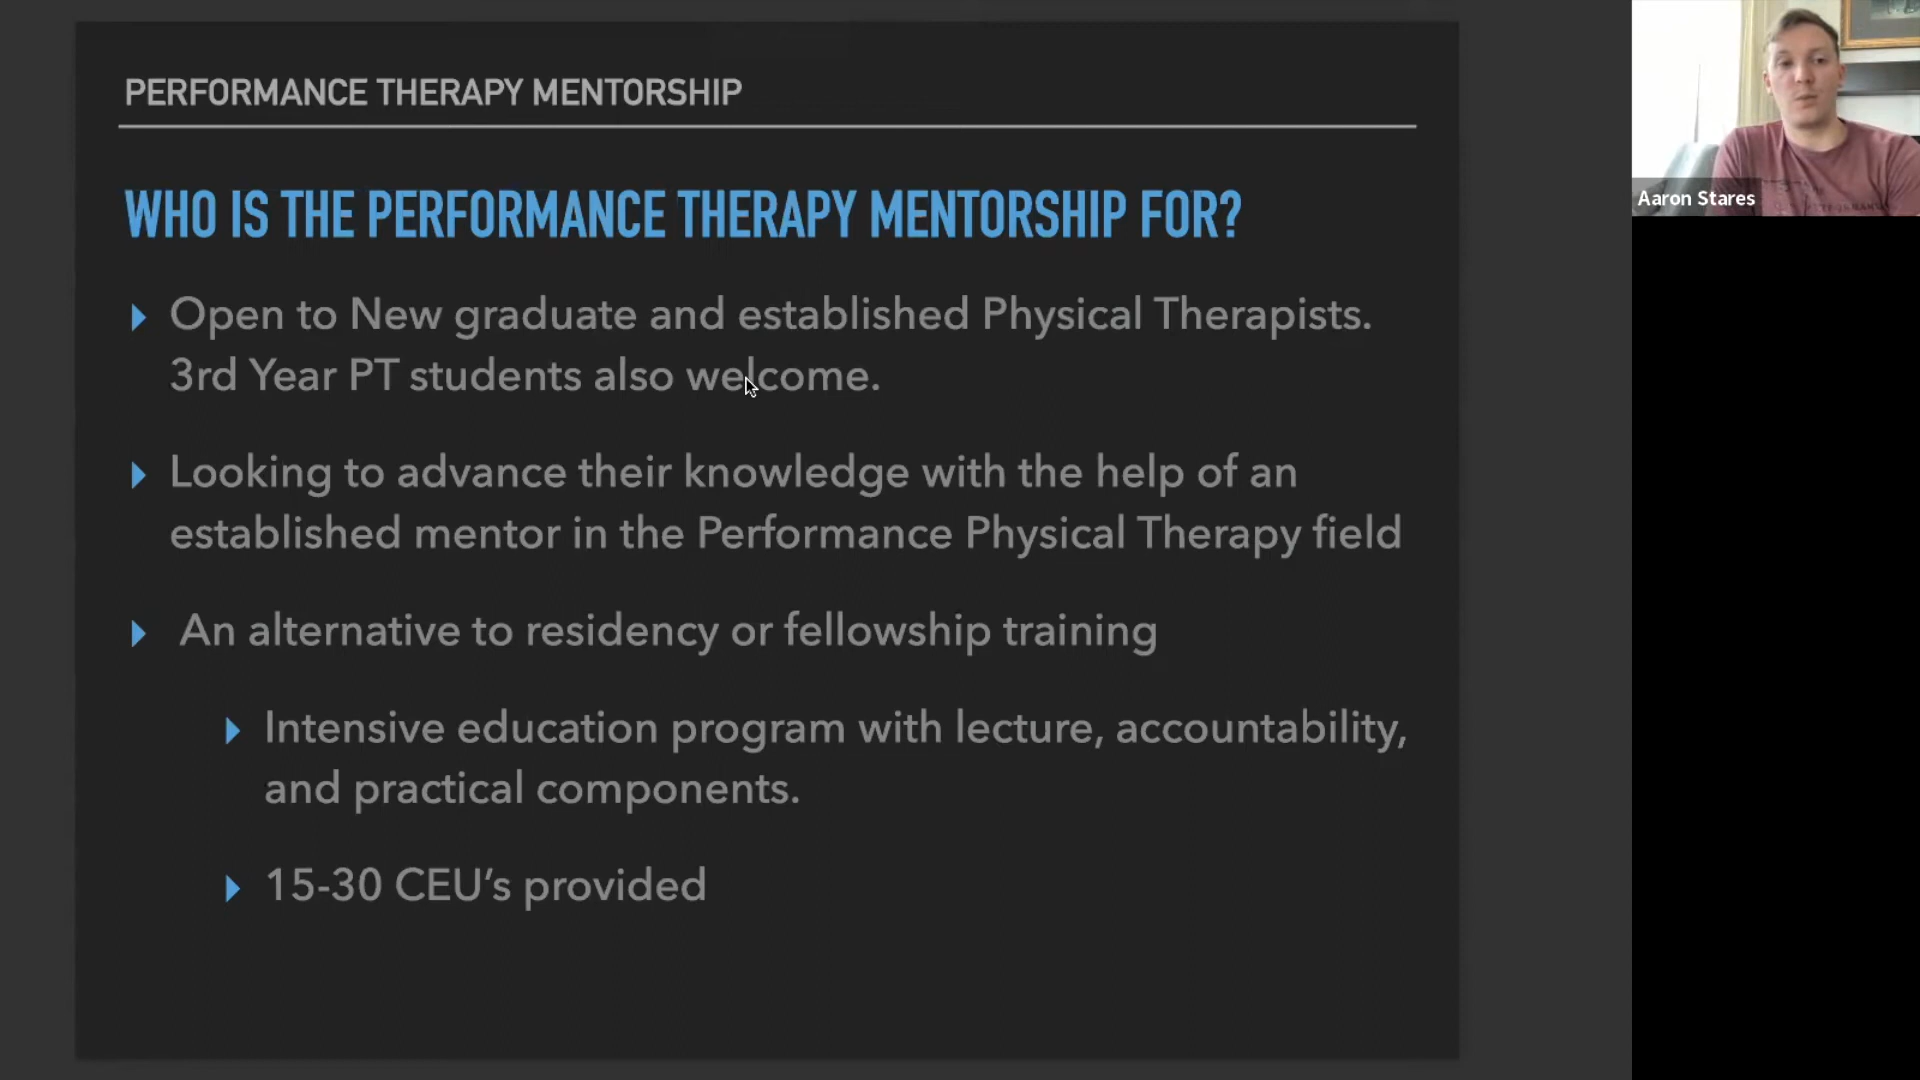 PERFORMANCE THERAPY MENTORSHIP
WHO IS THE PERFORMANCE THERAPY MENTORSHIP FOR?
Open to New graduate and established Physical Therapists.
3rd Year PT students also welcome.
Looking to advance their knowledge with the help of an
established mentor in the Performance Physical Therapy field
An alternative to residency or fellowship training
Intensive education program with lecture, accountability,
and practical components.
15-30 CEU’s provided
Aaron Stares